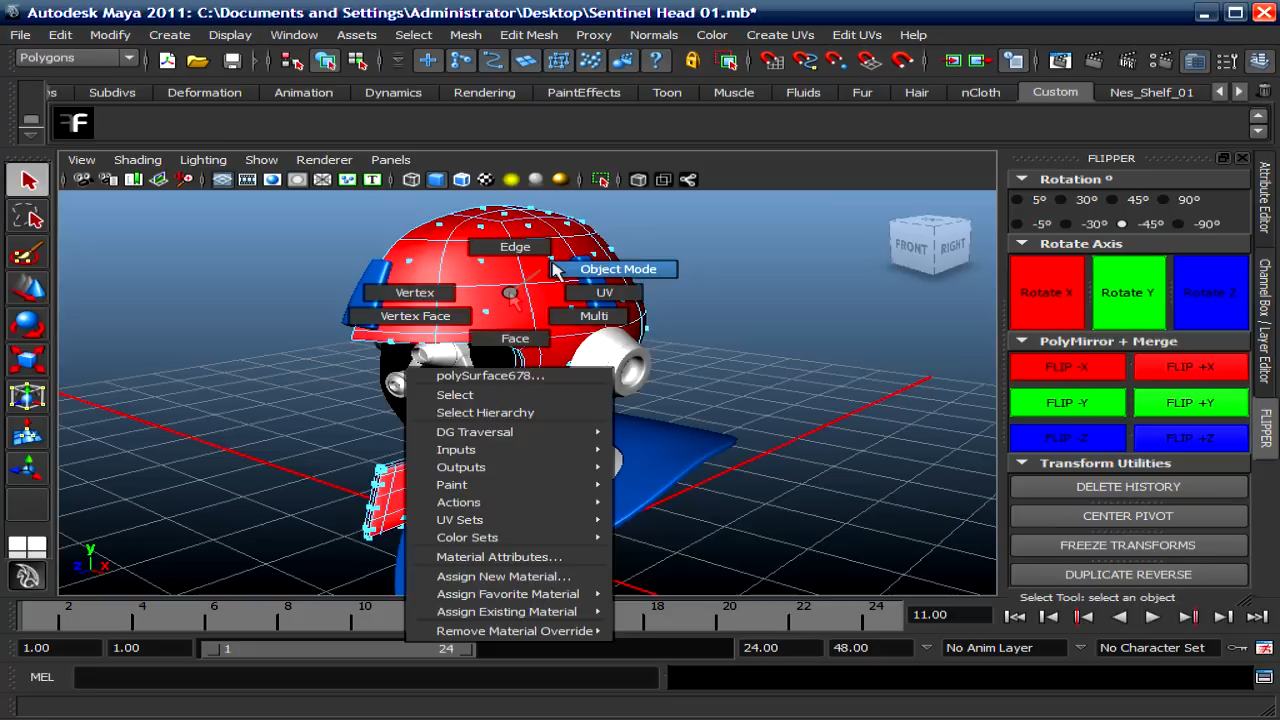 Autodesk Maya 2011: C:\Documents and Settings\Administrator\Desktop\Sentinel Head 01.mb*
File Edit Modify Create Display Window Assets Select Mesh Edit Mesh Proxy Normals Color Create UVs Edit UVs Help
Polygons
Subdivs Deformation Animation Dynamics Rendering PaintEffects Toon Muscle Fluids Fur Hair nCloth Custom Nes_Shelf_01
View Shading Lighting Show Renderer Panels
FLIPPER
Rotation º
5° 30° 45° 90°
-5° -30° -45° -90°
Rotate Axis
Rotate X Rotate Y Rotate Z
PolyMirror + Merge
FLIP -X FLIP +X
FLIP -Y FLIP +Y
FLIP -Z FLIP +Z
Transform Utilities
DELETE HISTORY
CENTER PIVOT
FREEZE TRANSFORMS
DUPLICATE REVERSE
Attribute Editor
Channel Box / Layer Editor
FLIPPER
FRONT RIGHT
Edge
Object Mode
Vertex UV
Vertex Face Multi
Face
polySurface678...
Select
Select Hierarchy
DG Traversal
Inputs
Outputs
Paint
Actions
UV Sets
Color Sets
Material Attributes...
Assign New Material...
Assign Favorite Material
Assign Existing Material
Remove Material Override
y
z x
Select Tool: select an object
2 4 6 8 10 18 20 22 24
11.00
1.00 1.00 1 24 24.00 48.00 No Anim Layer No Character Set
MEL